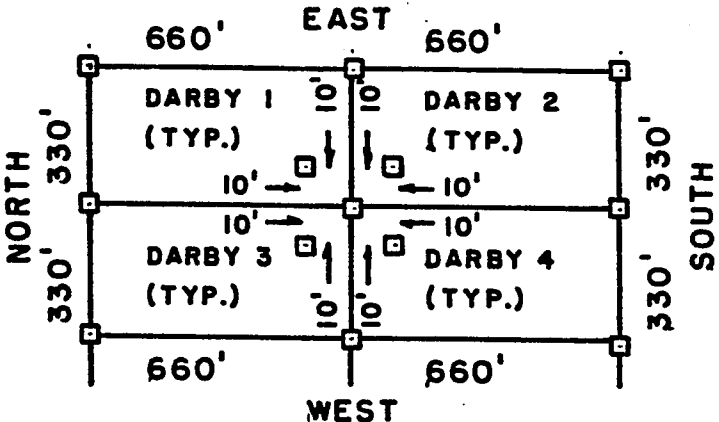 EAST
660' 660'
DARBY 1 10' 10' DARBY 2
(TYP.) (TYP.)
330' 330'
10' 10'
NORTH SOUTH
10' 10'
DARBY 3 DARBY 4
(TYP.) (TYP.)
330' 10' 10' 330'
660' 660'
WEST